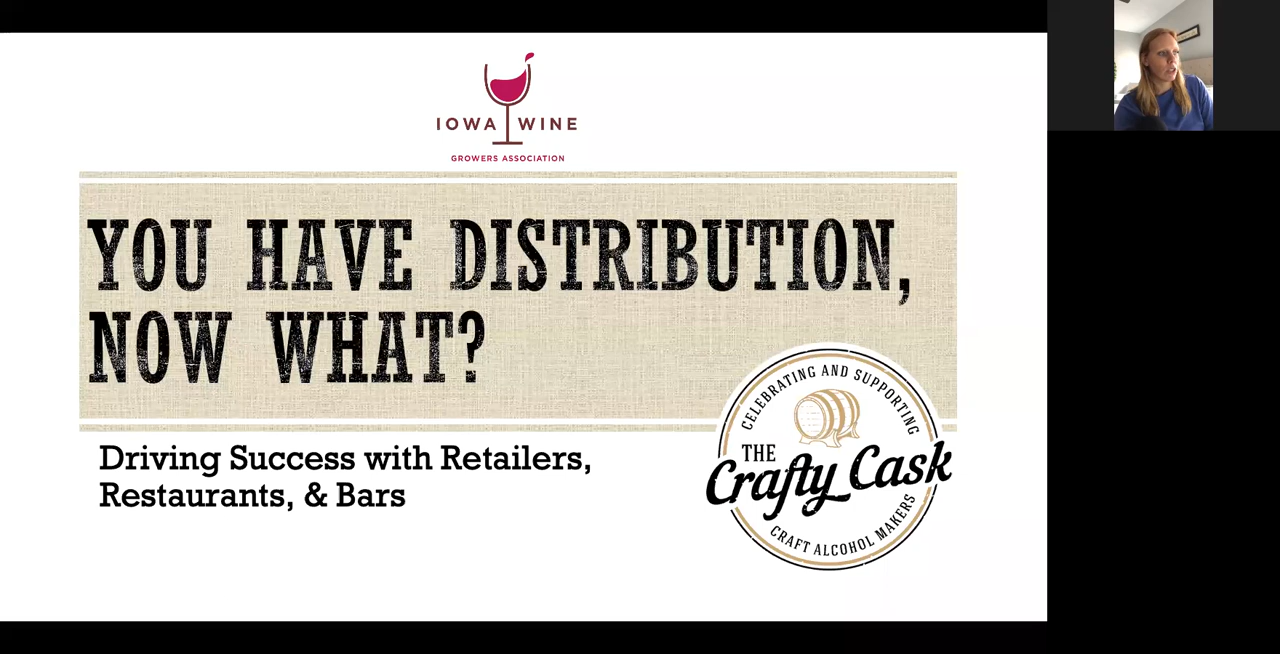 IOWA WINE
GROWERS ASSOCIATION
YOU HAVE DISTRIBUTION,
NOW WHAT?
Driving Success with Retailers,
Restaurants, & Bars
CELEBRATING AND SUPPORTING
THE
Crafty Cask
CRAFT ALCOHOL MAKERS